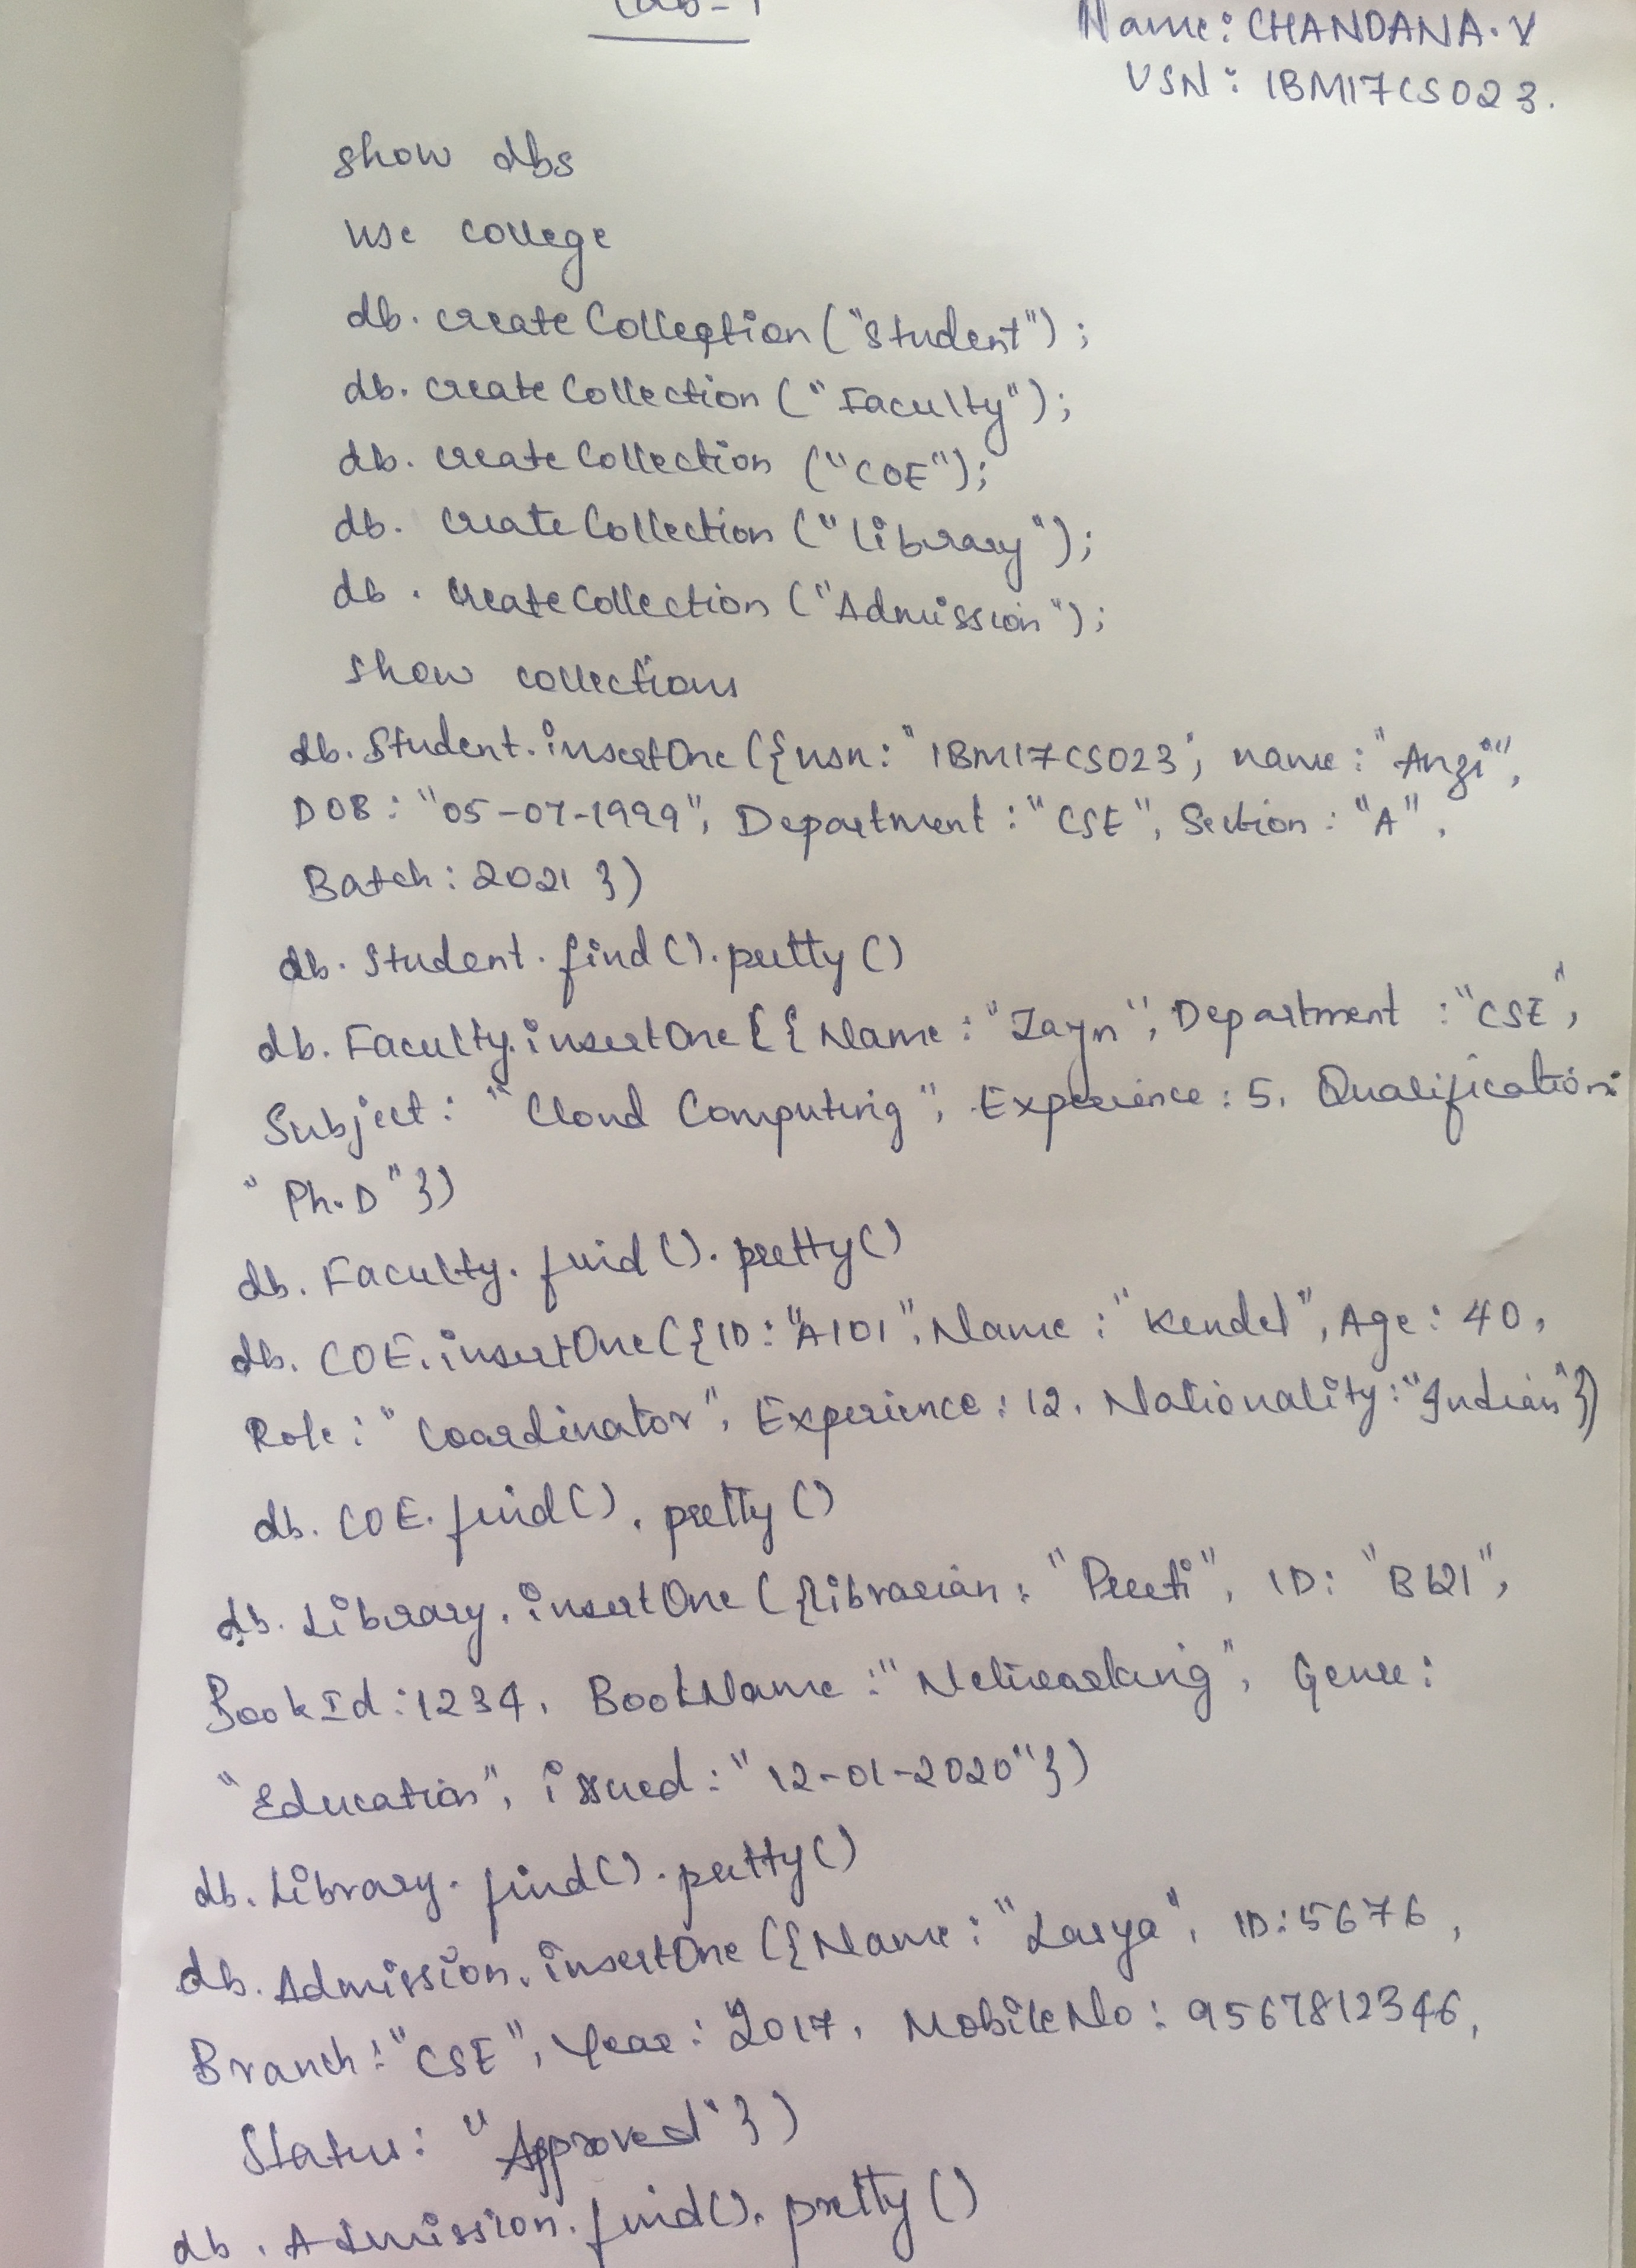 Lab-1
Name: CHANDANA.V
USN: 1BM17CS023.
show dbs
use college
db.createCollection("Student");
db.createCollection("Faculty");
db.createCollection("COE");
db.createCollection("Library");
db.createCollection("Admission");
show collections
db.Student.insertOne({usn:"1BM17CS023", name:"Angi",
DOB:"05-07-1999", Department:"CSE", Section:"A",
Batch:2021})
db.Student.find().pretty()
db.Faculty.insertOne({Name:"Zayn", Department:"CSE",
Subject:"Cloud Computing", Experience:5, Qualification:
"Ph.D"})
db.Faculty.find().pretty()
db.COE.insertOne({ID:"A101", Name:"Kendel", Age:40,
Role:"Coordinator", Experience:12, Nationality:"Indian"})
db.COE.find().pretty()
db.Library.insertOne({librarian:"Preeti", ID:"B121",
BookId:1234, BookName:"Networking", Genre:
"Education", issued:"12-01-2020"})
db.Library.find().pretty()
db.Admission.insertOne({Name:"Lasya", ID:5676,
Branch:"CSE", Year:2017, MobileNo:9567812346,
Status:"Approved"})
db.Admission.find().pretty()